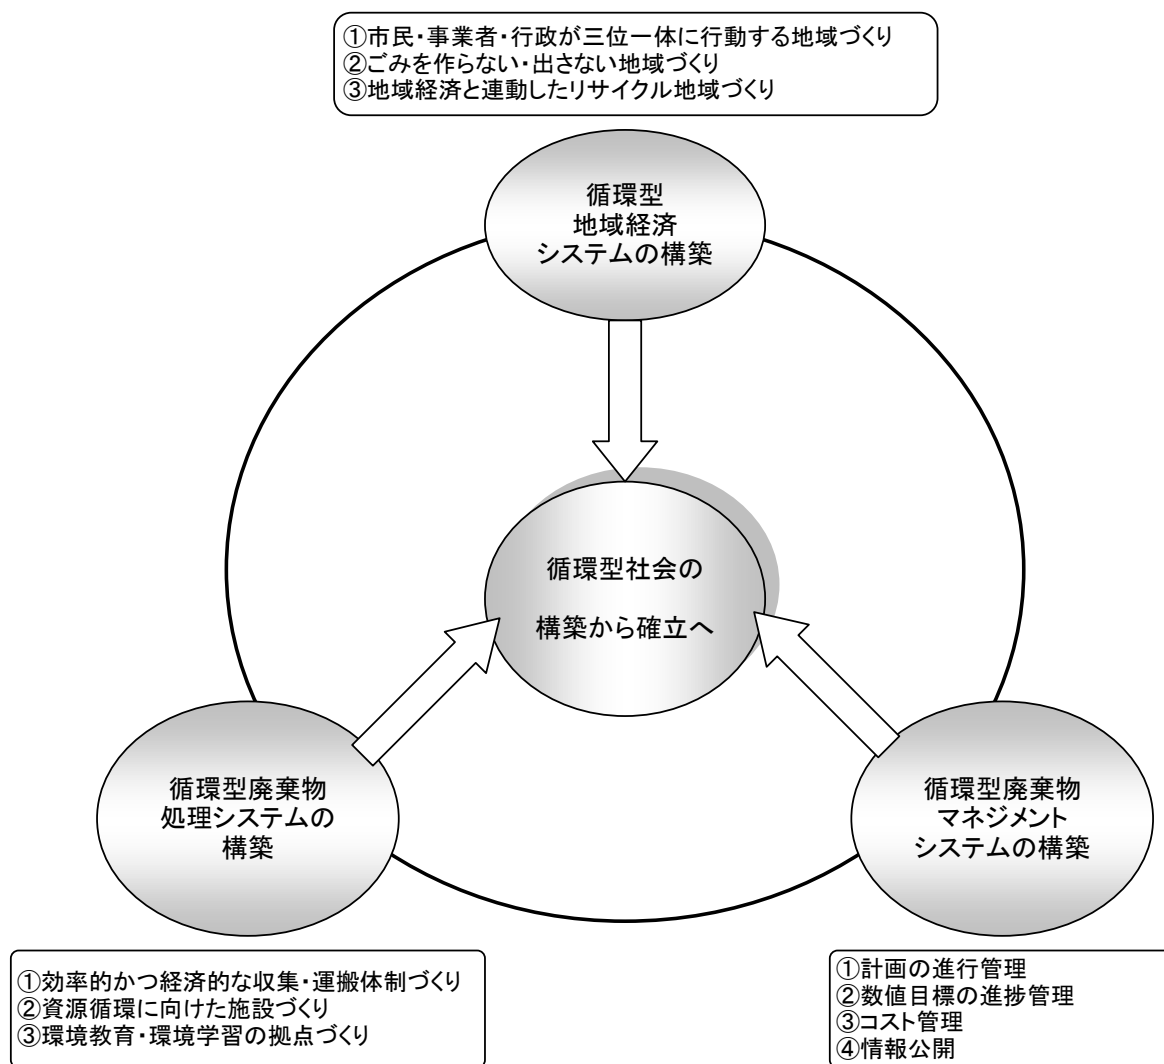 ①市民・事業者・行政が三位一体に行動する地域づくり
②ごみを作らない・出さない地域づくり
③地域経済と連動したリサイクル地域づくり
循環型
地域経済
システムの構築
循環型社会の
構築から確立へ
循環型廃棄物
処理システムの
構築
循環型廃棄物
マネジメント
システムの構築
①効率的かつ経済的な収集・運搬体制づくり
②資源循環に向けた施設づくり
③環境教育・環境学習の拠点づくり
①計画の進行管理
②数値目標の進捗管理
③コスト管理
④情報公開